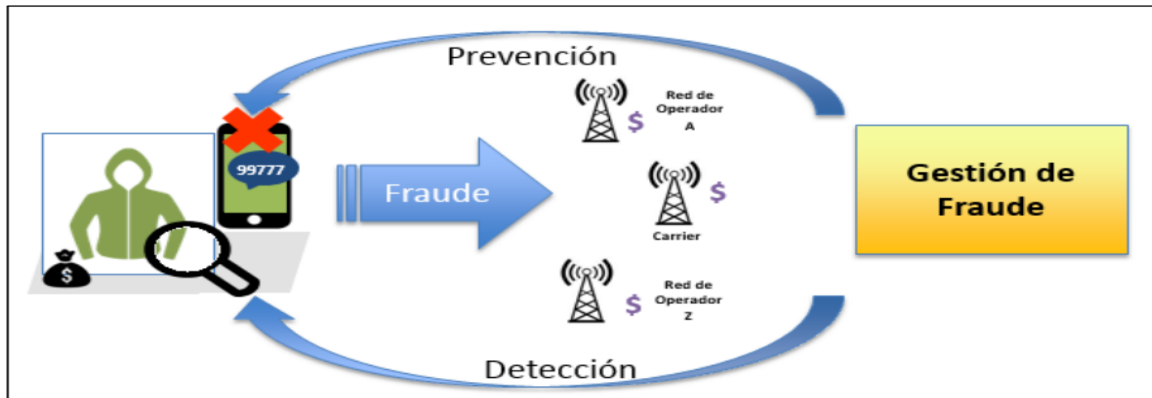 Prevención
Red de
Operador
A
$
99777
Fraude
$
Carrier
Gestión de
Fraude
$
$
Red de
Operador
Z
Detección